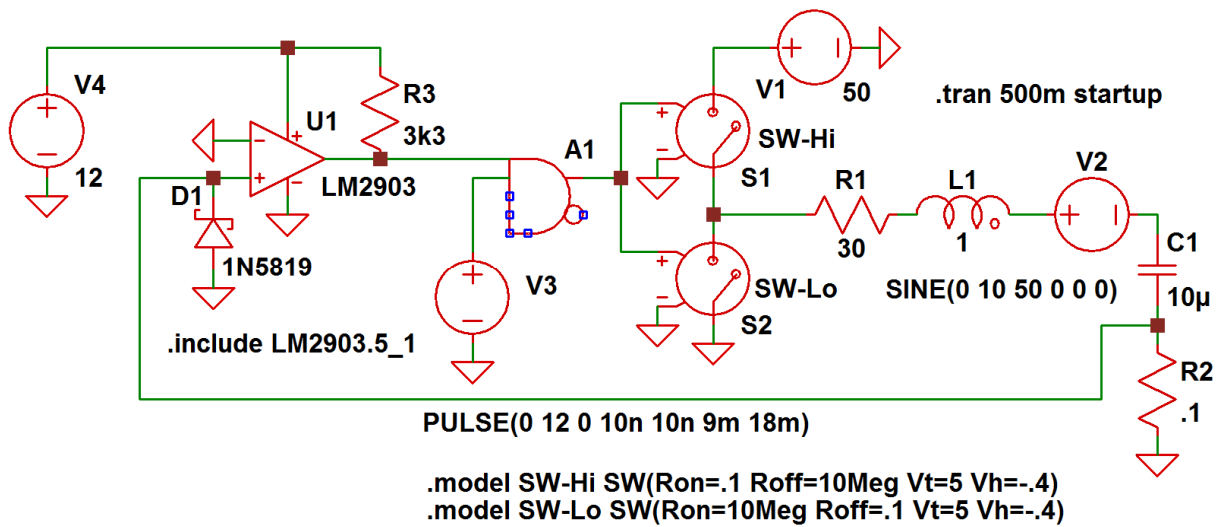 V4
12
U1
LM2903
R3
3k3
D1
1N5819
.include LM2903.5_1
A1
V3
PULSE(0 12 0 10n 10n 9m 18m)
V1
50
.tran 500m startup
SW-Hi
S1
SW-Lo
S2
R1
30
L1
1
V2
SINE(0 10 50 0 0 0)
C1
10µ
R2
.1
.model SW-Hi SW(Ron=.1 Roff=10Meg Vt=5 Vh=-.4)
.model SW-Lo SW(Ron=10Meg Roff=.1 Vt=5 Vh=-.4)